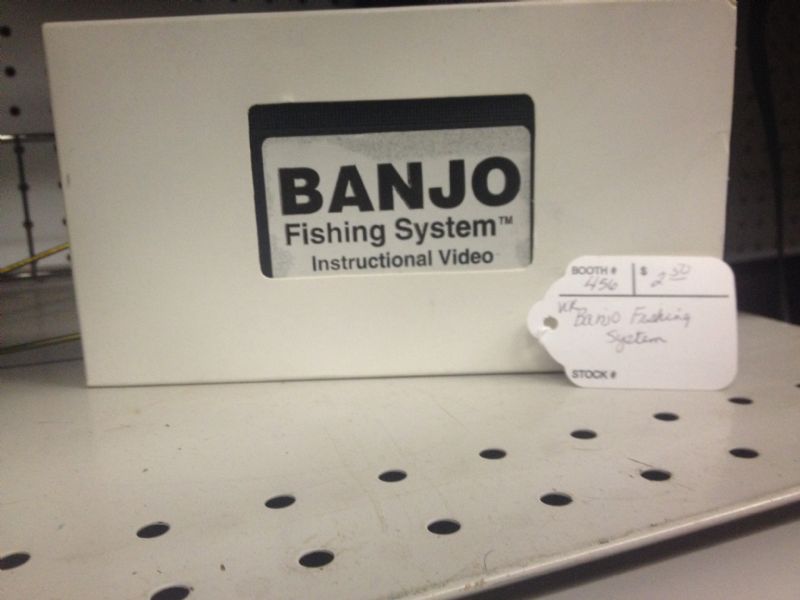 BANJO
Fishing System™
Instructional Video
BOOTH # $
456 2 50
Banjo Fishing
System
STOCK #